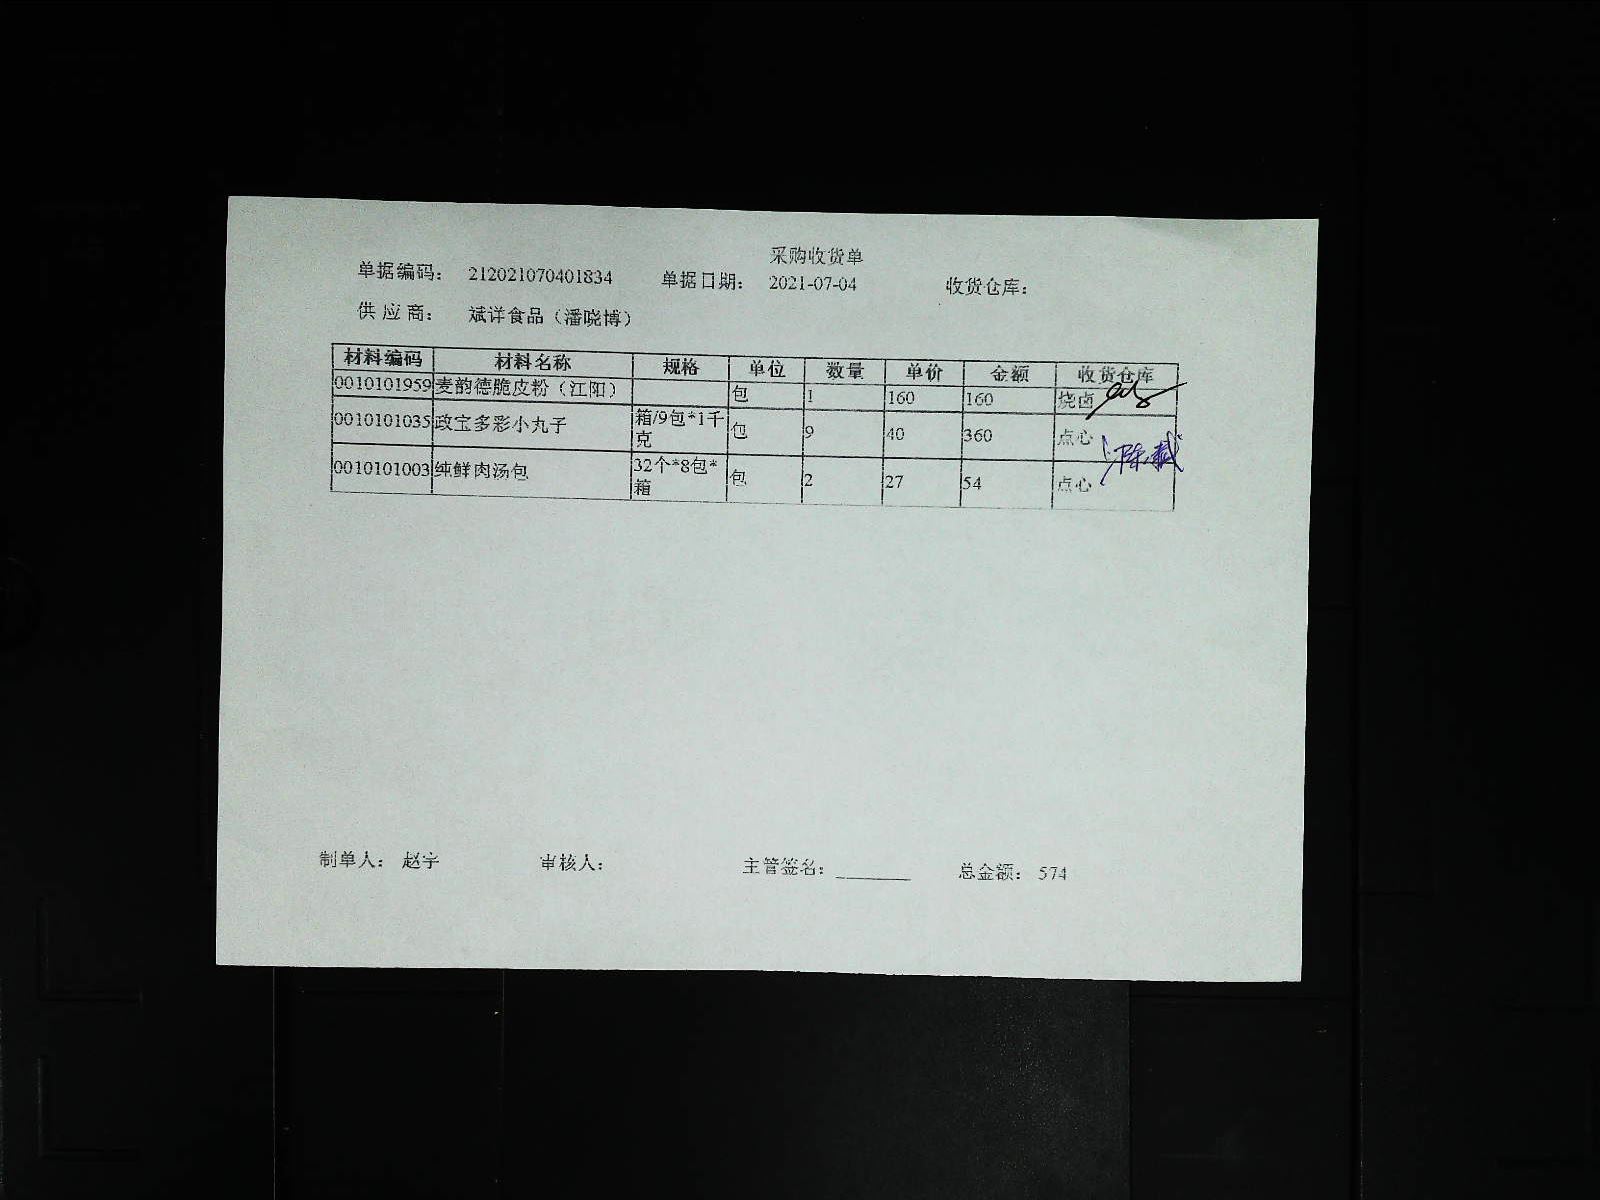 采购收货单
单据编码： 212021070401834 单据日期： 2021-07-04 收货仓库：
供 应 商： 斌详食品（潘晓博）
材料编码 材料名称 规格 单位 数量 单价 金额 收货仓库
0010101959 麦韵德脆皮粉（江阳） 包 1 160 160 烧卤
0010101035 政宝多彩小丸子 箱/9包*1千克 包 9 40 360 点心
0010101003 纯鲜肉汤包 32个*8包*箱 包 2 27 54 点心
制单人： 赵宇 审核人： 主管签名：_______ 总金额： 574